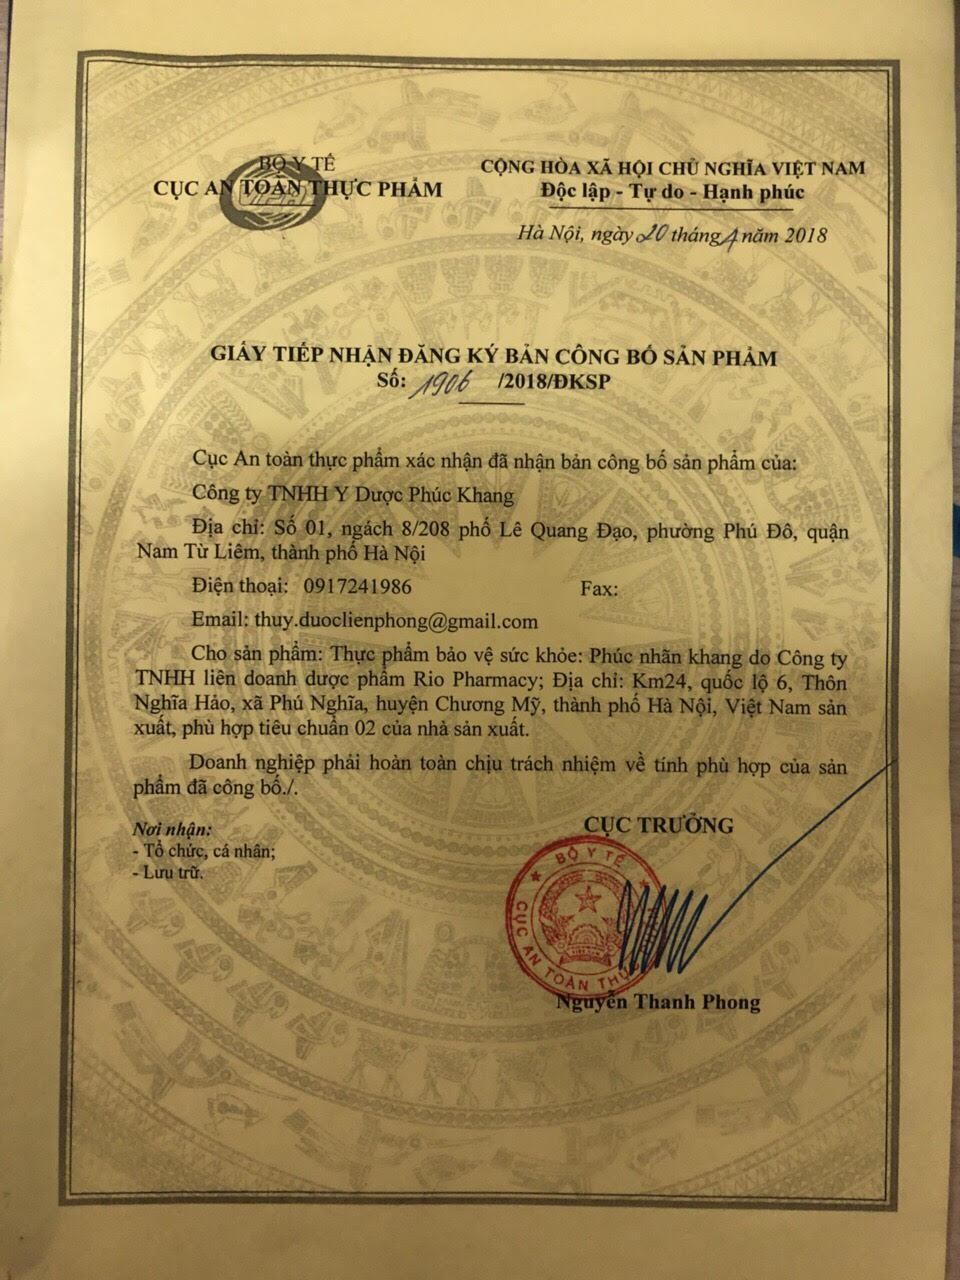 BỘ Y TẾ
CỤC AN TOÀN THỰC PHẨM
CỘNG HÒA XÃ HỘI CHỦ NGHĨA VIỆT NAM
Độc lập - Tự do - Hạnh phúc
Hà Nội, ngày 20 tháng 4 năm 2018
GIẤY TIẾP NHẬN ĐĂNG KÝ BẢN CÔNG BỐ SẢN PHẨM
Số: 1906 /2018/ĐKSP
Cục An toàn thực phẩm xác nhận đã nhận bản công bố sản phẩm của:
Công ty TNHH Y Dược Phúc Khang
Địa chỉ: Số 01, ngách 8/208 phố Lê Quang Đạo, phường Phú Đô, quận
Nam Từ Liêm, thành phố Hà Nội
Điện thoại: 0917241986 Fax:
Email: thuy.duoclienphong@gmail.com
Cho sản phẩm: Thực phẩm bảo vệ sức khỏe: Phúc nhãn khang do Công ty
TNHH liên doanh dược phẩm Rio Pharmacy; Địa chỉ: Km24, quốc lộ 6, Thôn
Nghĩa Hảo, xã Phú Nghĩa, huyện Chương Mỹ, thành phố Hà Nội, Việt Nam sản
xuất, phù hợp tiêu chuẩn 02 của nhà sản xuất.
Doanh nghiệp phải hoàn toàn chịu trách nhiệm về tính phù hợp của sản
phẩm đã công bố./.
Nơi nhận:
- Tổ chức, cá nhân;
- Lưu trữ.
CỤC TRƯỞNG
BỘ Y TẾ
CỤC AN TOÀN THỰ
Nguyễn Thanh Phong